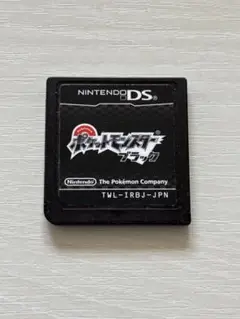 NINTENDO DS
ポケットモンスター
ブラック
Nintendo The Pokémon Company
TWL-IRBJ-JPN